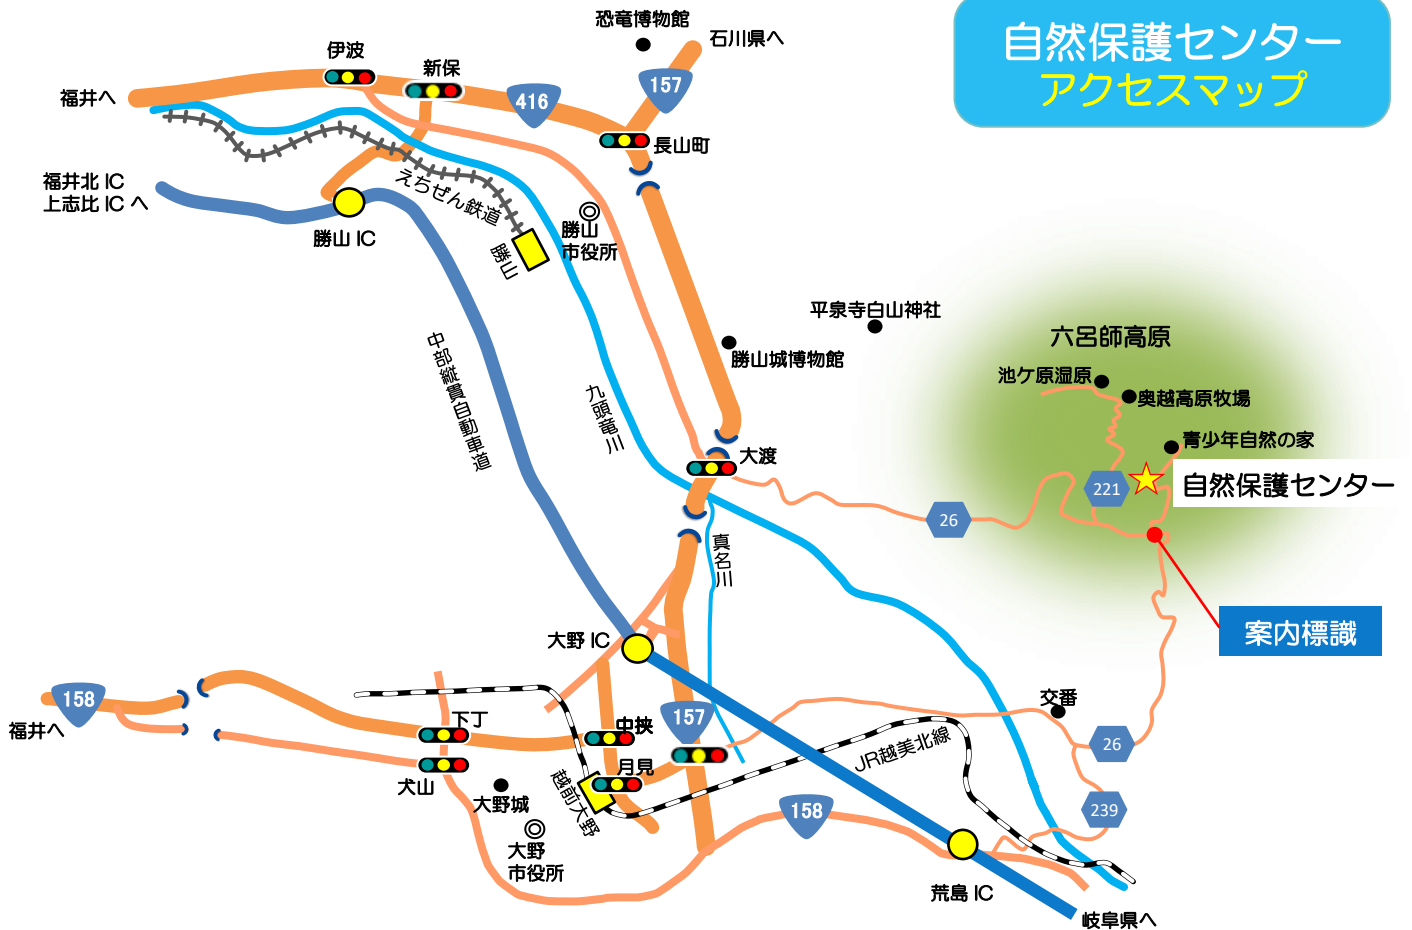 自然保護センター
アクセスマップ
恐竜博物館
石川県へ
伊波
新保
157
416
福井へ
長山町
福井北 IC
上志比 IC へ
えちぜん鉄道
勝山 IC
勝山
勝山
市役所
平泉寺白山神社
勝山城博物館
六呂師高原
池ケ原湿原
奥越高原牧場
青少年自然の家
自然保護センター
221
中部縦貫自動車道
九頭竜川
大渡
26
真名川
案内標識
大野 IC
158
福井へ
下丁
中挟
157
交番
26
JR越美北線
犬山
月見
越前大野
大野城
大野
市役所
158
239
荒島 IC
岐阜県へ